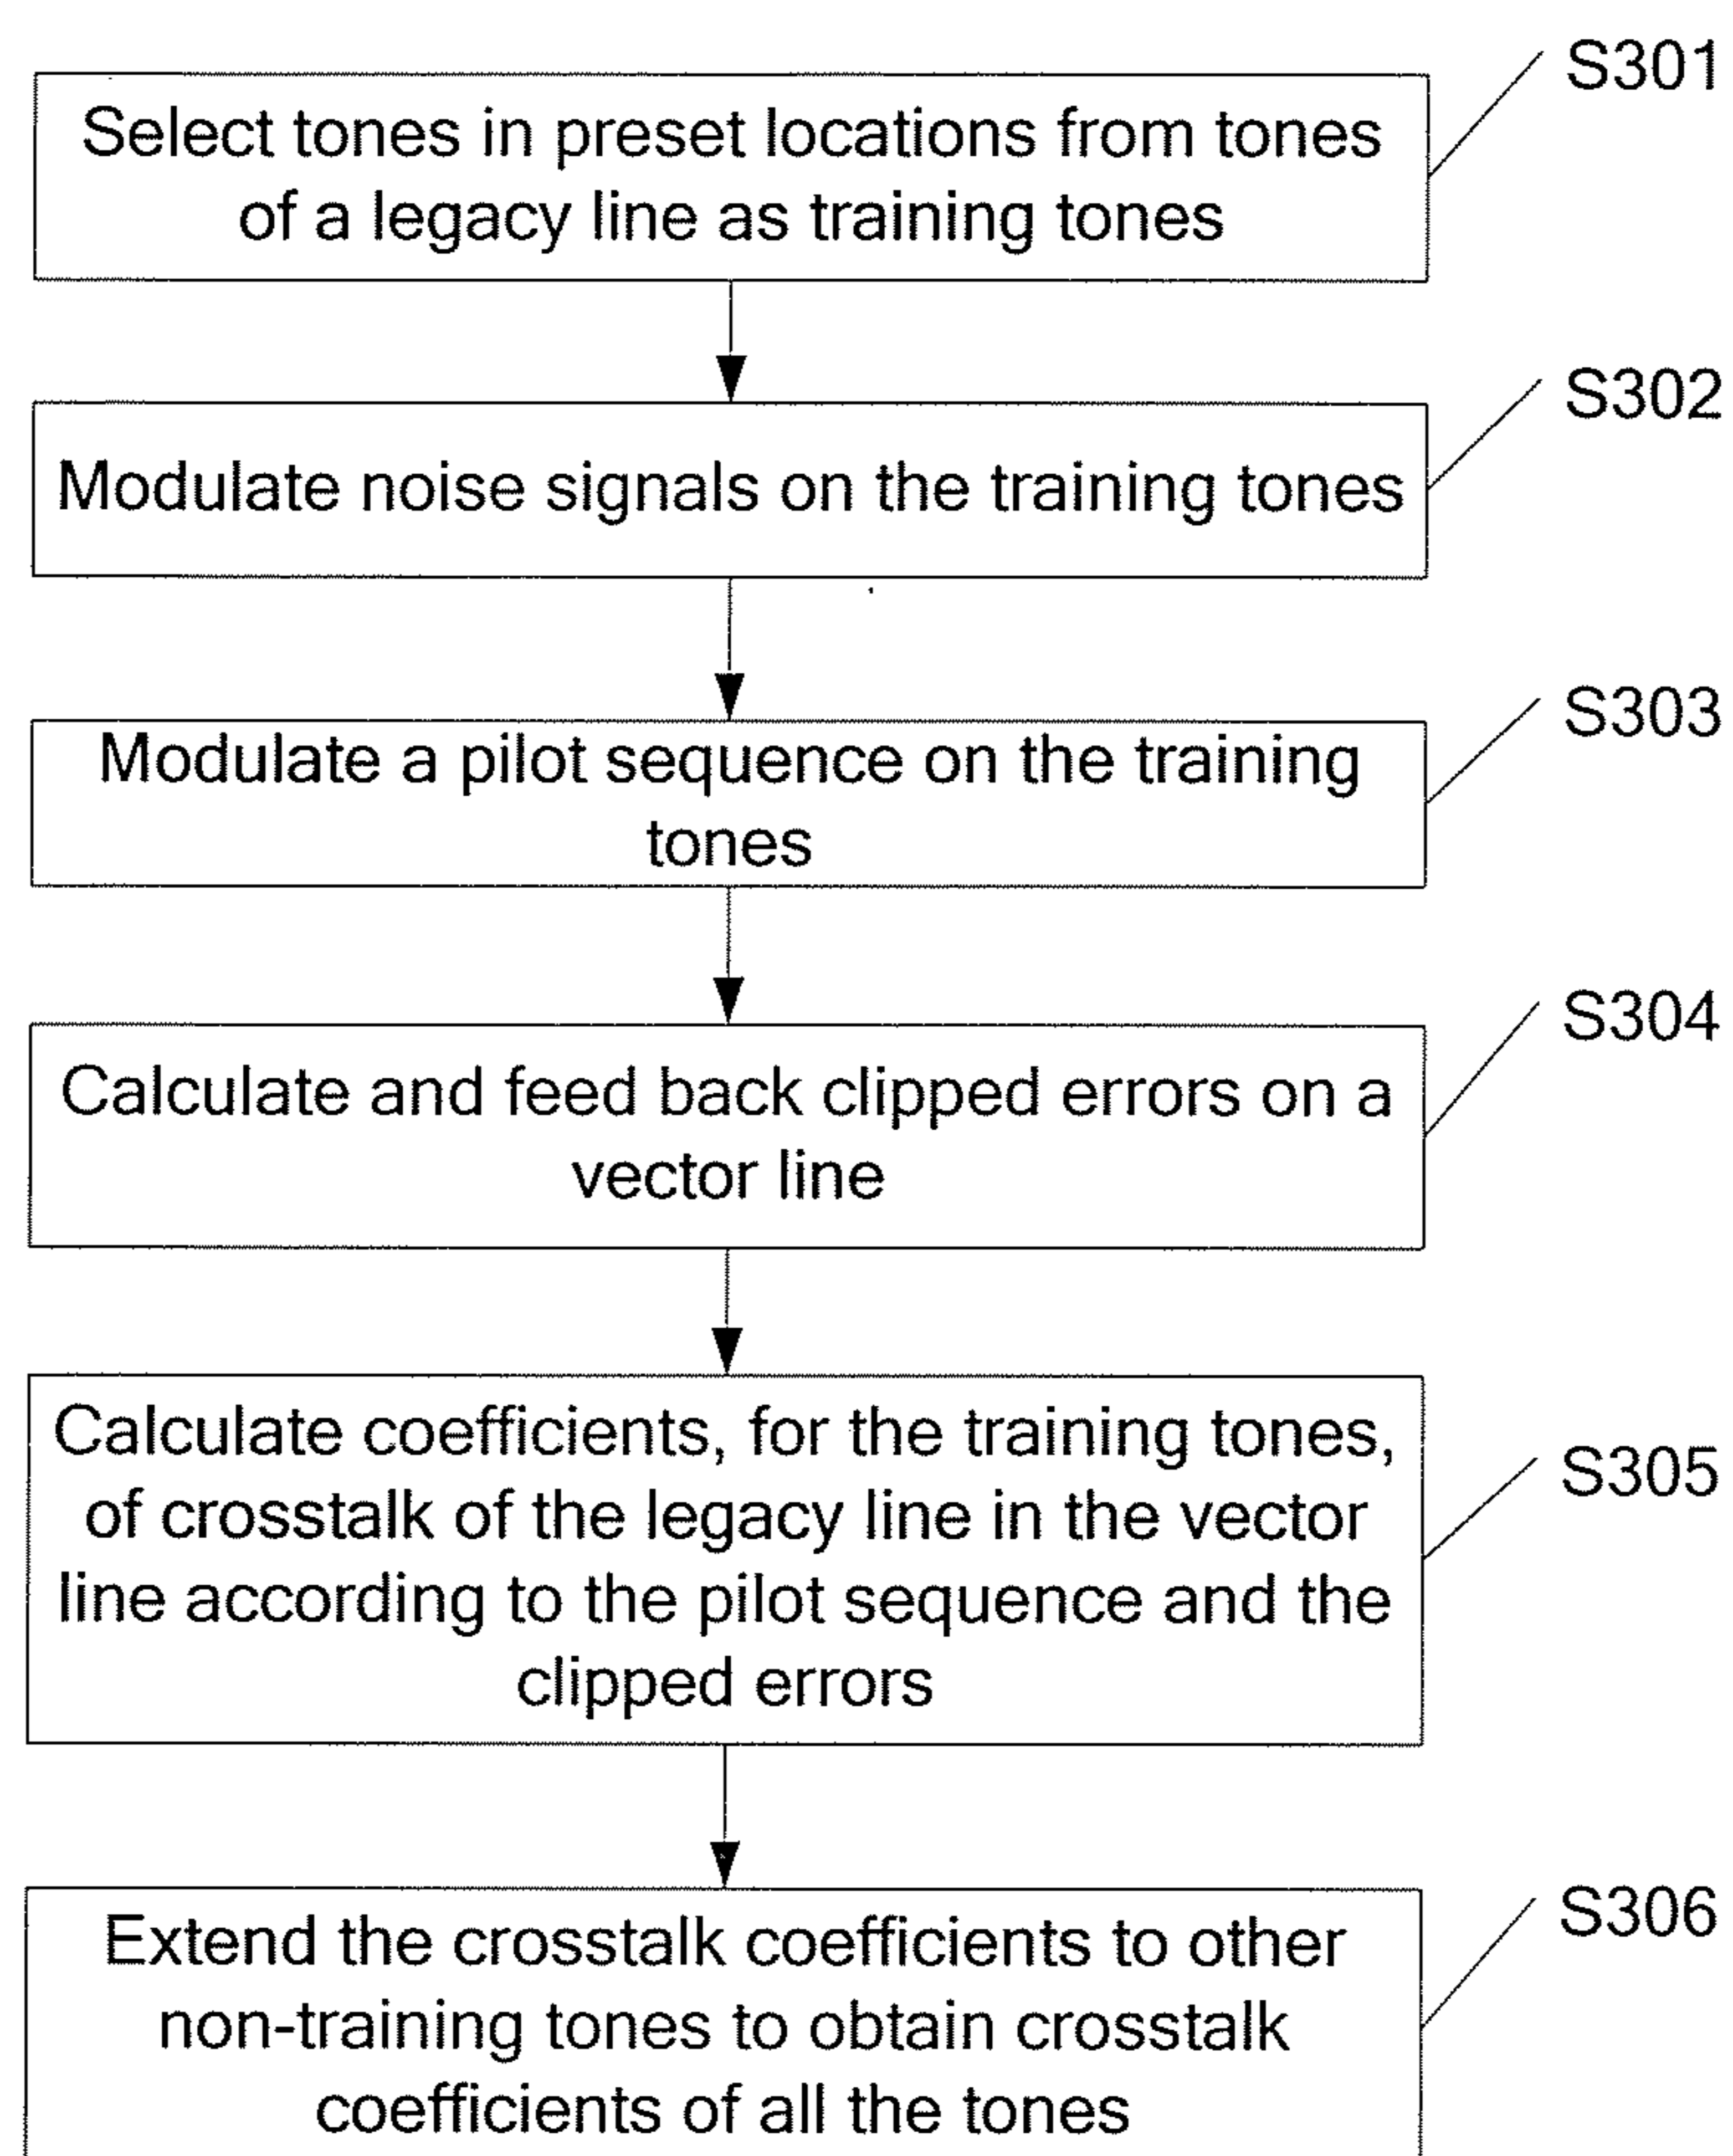 S301
Select tones in preset locations from tones
of a legacy line as training tones
S302
Modulate noise signals on the training tones
S303
Modulate a pilot sequence on the training
tones
S304
Calculate and feed back clipped errors on a
vector line
S305
Calculate coefficients, for the training tones,
of crosstalk of the legacy line in the vector
line according to the pilot sequence and the
clipped errors
S306
Extend the crosstalk coefficients to other
non-training tones to obtain crosstalk
coefficients of all the tones